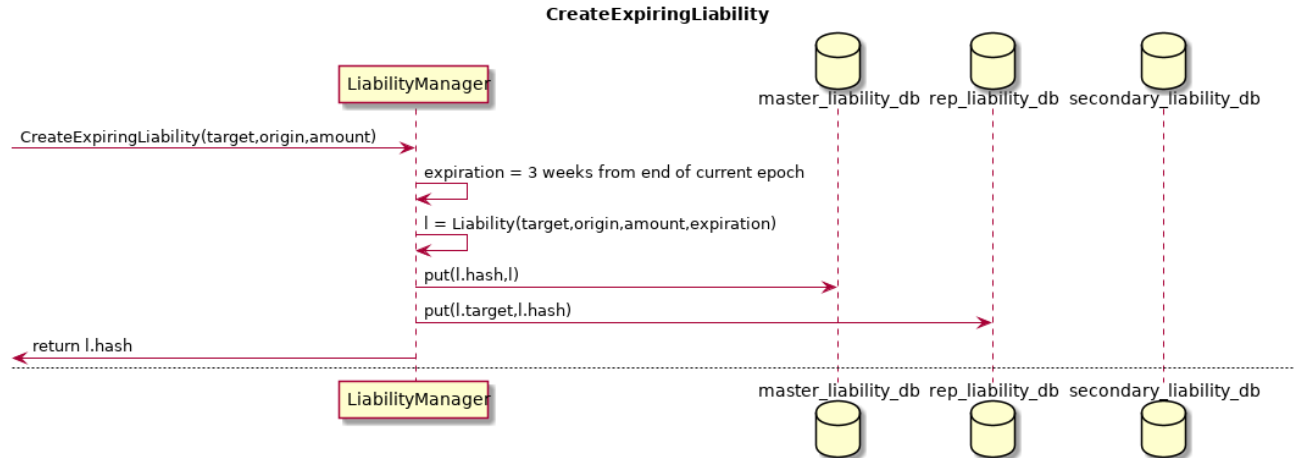 CreateExpiringLiability
LiabilityManager
master_liability_db rep_liability_db secondary_liability_db
CreateExpiringLiability(target,origin,amount)
expiration = 3 weeks from end of current epoch
l = Liability(target,origin,amount,expiration)
put(l.hash,l)
put(l.target,l.hash)
return l.hash
LiabilityManager
master_liability_db rep_liability_db secondary_liability_db